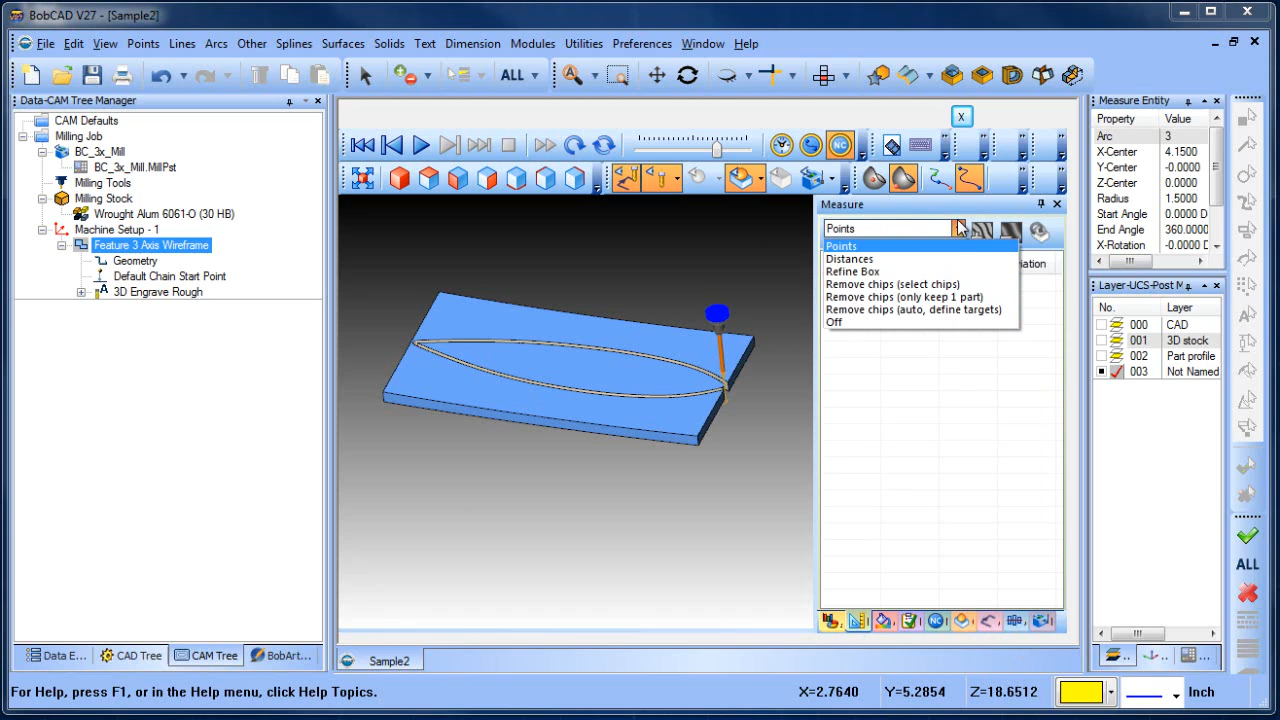 BobCAD V27 - [Sample2]
File Edit View Points Lines Arcs Other Splines Surfaces Solids Text Dimension Modules Utilities Preferences Window Help
ALL
Data-CAM Tree Manager
CAM Defaults
Milling Job
BC_3x_Mill
BC_3x_Mill.MillPst
Milling Tools
Milling Stock
Wrought Alum 6061-O (30 HB)
Machine Setup - 1
Feature 3 Axis Wireframe
Geometry
Default Chain Start Point
3D Engrave Rough
Data E...
CAD Tree
CAM Tree
BobArt...
X
NC
Measure
Points
iation
Points
Distances
Refine Box
Remove chips (select chips)
Remove chips (only keep 1 part)
Remove chips (auto, define targets)
Off
NC
Sample2
Measure Entity
Property Value
Arc 3
X-Center 4.1500
Y-Center -0.0000
Z-Center 0.0000
Radius 1.5000
Start Angle 0.0000 D
End Angle 360.0000
X-Rotation -0.0000 D
Layer-UCS-Post M
No. Layer
000 CAD
001 3D stock
002 Part profile
003 Not Named
ALL
For Help, press F1, or in the Help menu, click Help Topics.
X=2.7640 Y=5.2854 Z=18.6512
Inch